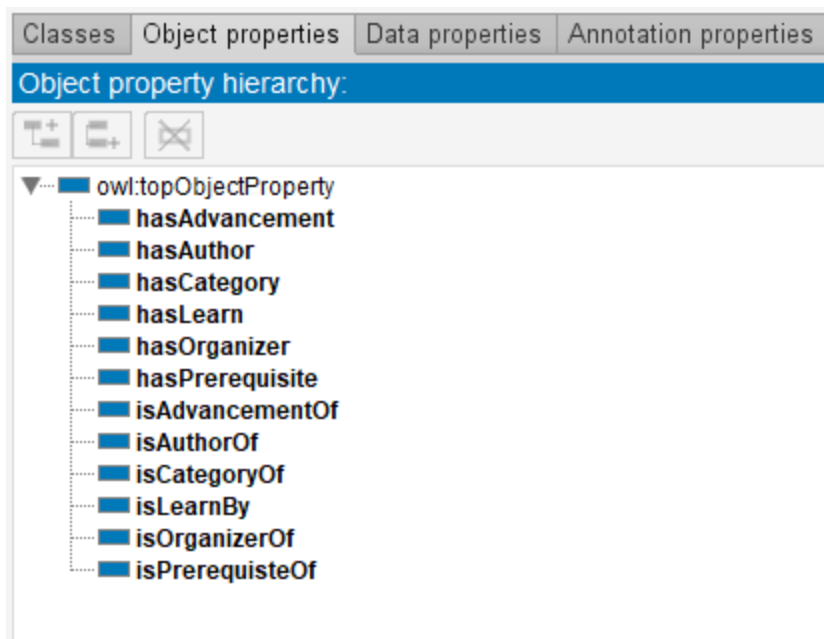 Classes Object properties Data properties Annotation properties
Object property hierarchy:
owl:topObjectProperty
hasAdvancement
hasAuthor
hasCategory
hasLearn
hasOrganizer
hasPrerequisite
isAdvancementOf
isAuthorOf
isCategoryOf
isLearnBy
isOrganizerOf
isPrerequisteOf